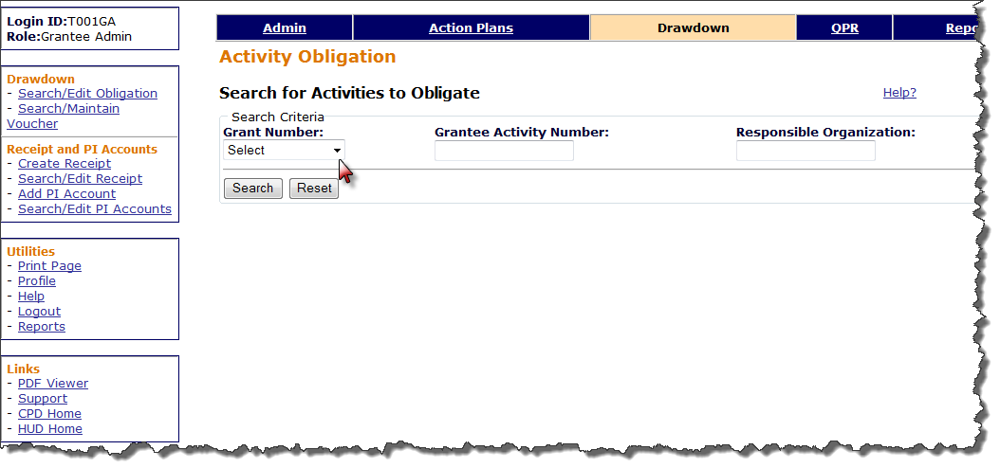 Login ID:T001GA
Role:Grantee Admin
Admin
Action Plans
Drawdown
QPR
Drawdown
- Search/Edit Obligation
- Search/Maintain
Voucher
Receipt and PI Accounts
- Create Receipt
- Search/Edit Receipt
- Add PI Account
- Search/Edit PI Accounts
Utilities
- Print Page
- Profile
- Help
- Logout
- Reports
Links
- PDF Viewer
- Support
- CPD Home
- HUD Home
Activity Obligation
Search for Activities to Obligate
Help?
Search Criteria
Grant Number:
Select
Grantee Activity Number:
Responsible Organization:
Search
Reset